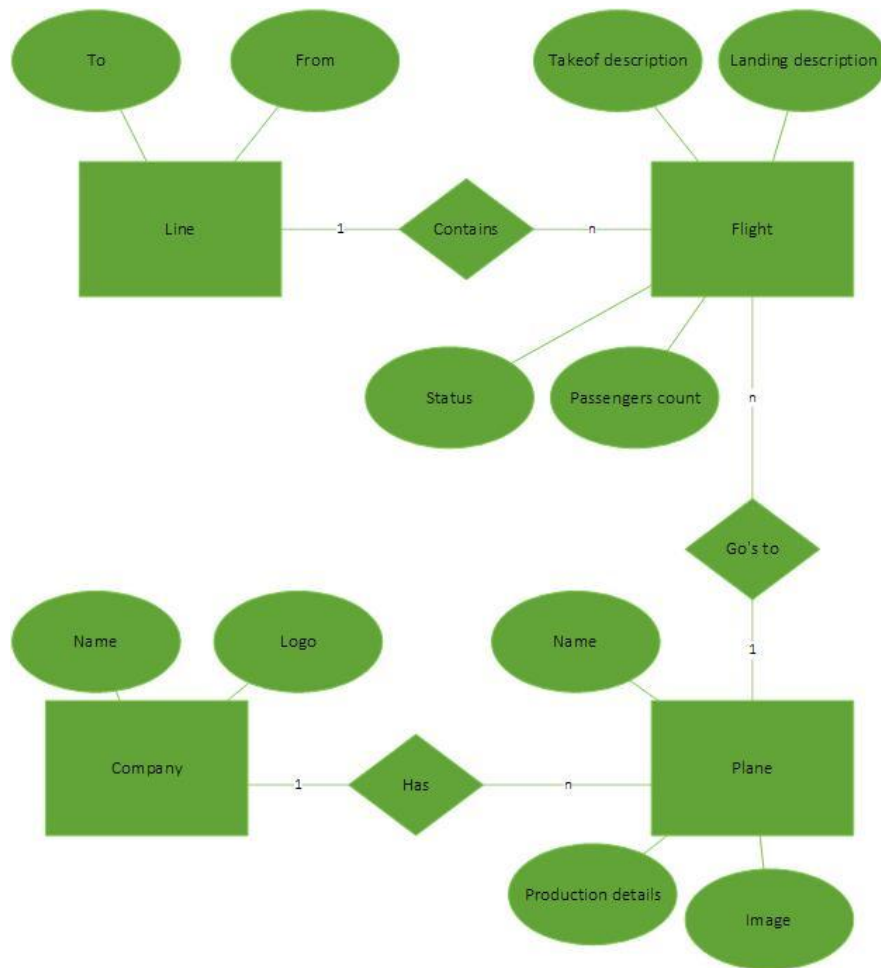 To
From
Takeof description
Landing description
Line
1
Contains
n
Flight
Status
Passengers count
n
Go's to
1
Name
Logo
Name
Company
1
Has
n
Plane
Production details
Image